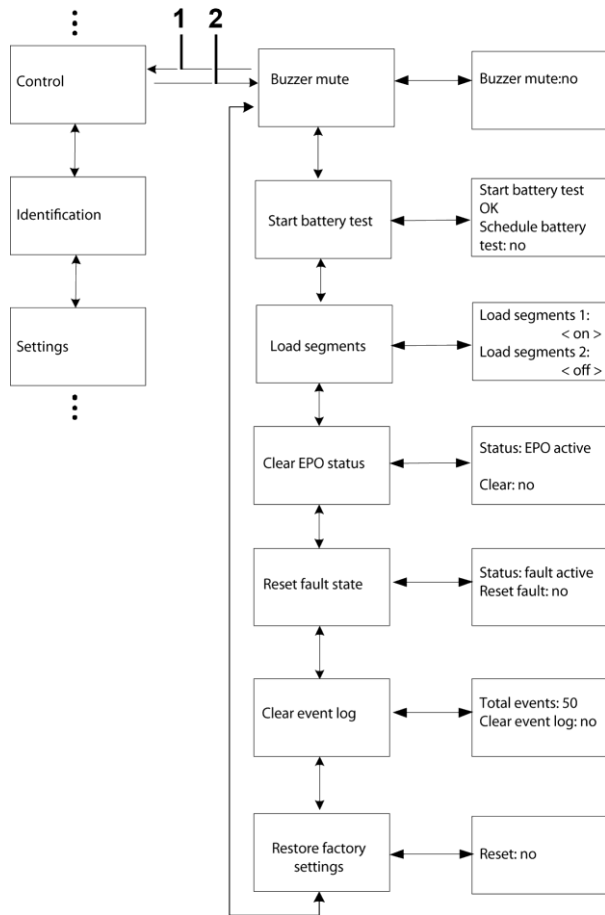 1 2
Control
Buzzer mute
Buzzer mute:no
Identification
Start battery test
Start battery test
OK
Schedule battery
test: no
Settings
Load segments
Load segments 1:
< on >
Load segments 2:
< off >
Clear EPO status
Status: EPO active
Clear: no
Reset fault state
Status: fault active
Reset fault: no
Clear event log
Total events: 50
Clear event log: no
Restore factory
settings
Reset: no